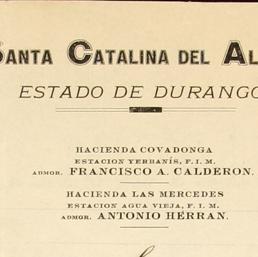 SANTA CATALINA DEL AL
ESTADO DE DURANGO
HACIENDA COVADONGA
ESTACION YERBANÍS, F. I. M.
ADMOR. FRANCISCO A. CALDERON.
HACIENDA LAS MERCEDES
ESTACION AGUA VIEJA, F. I. M.
ADMOR. ANTONIO HERRAN.